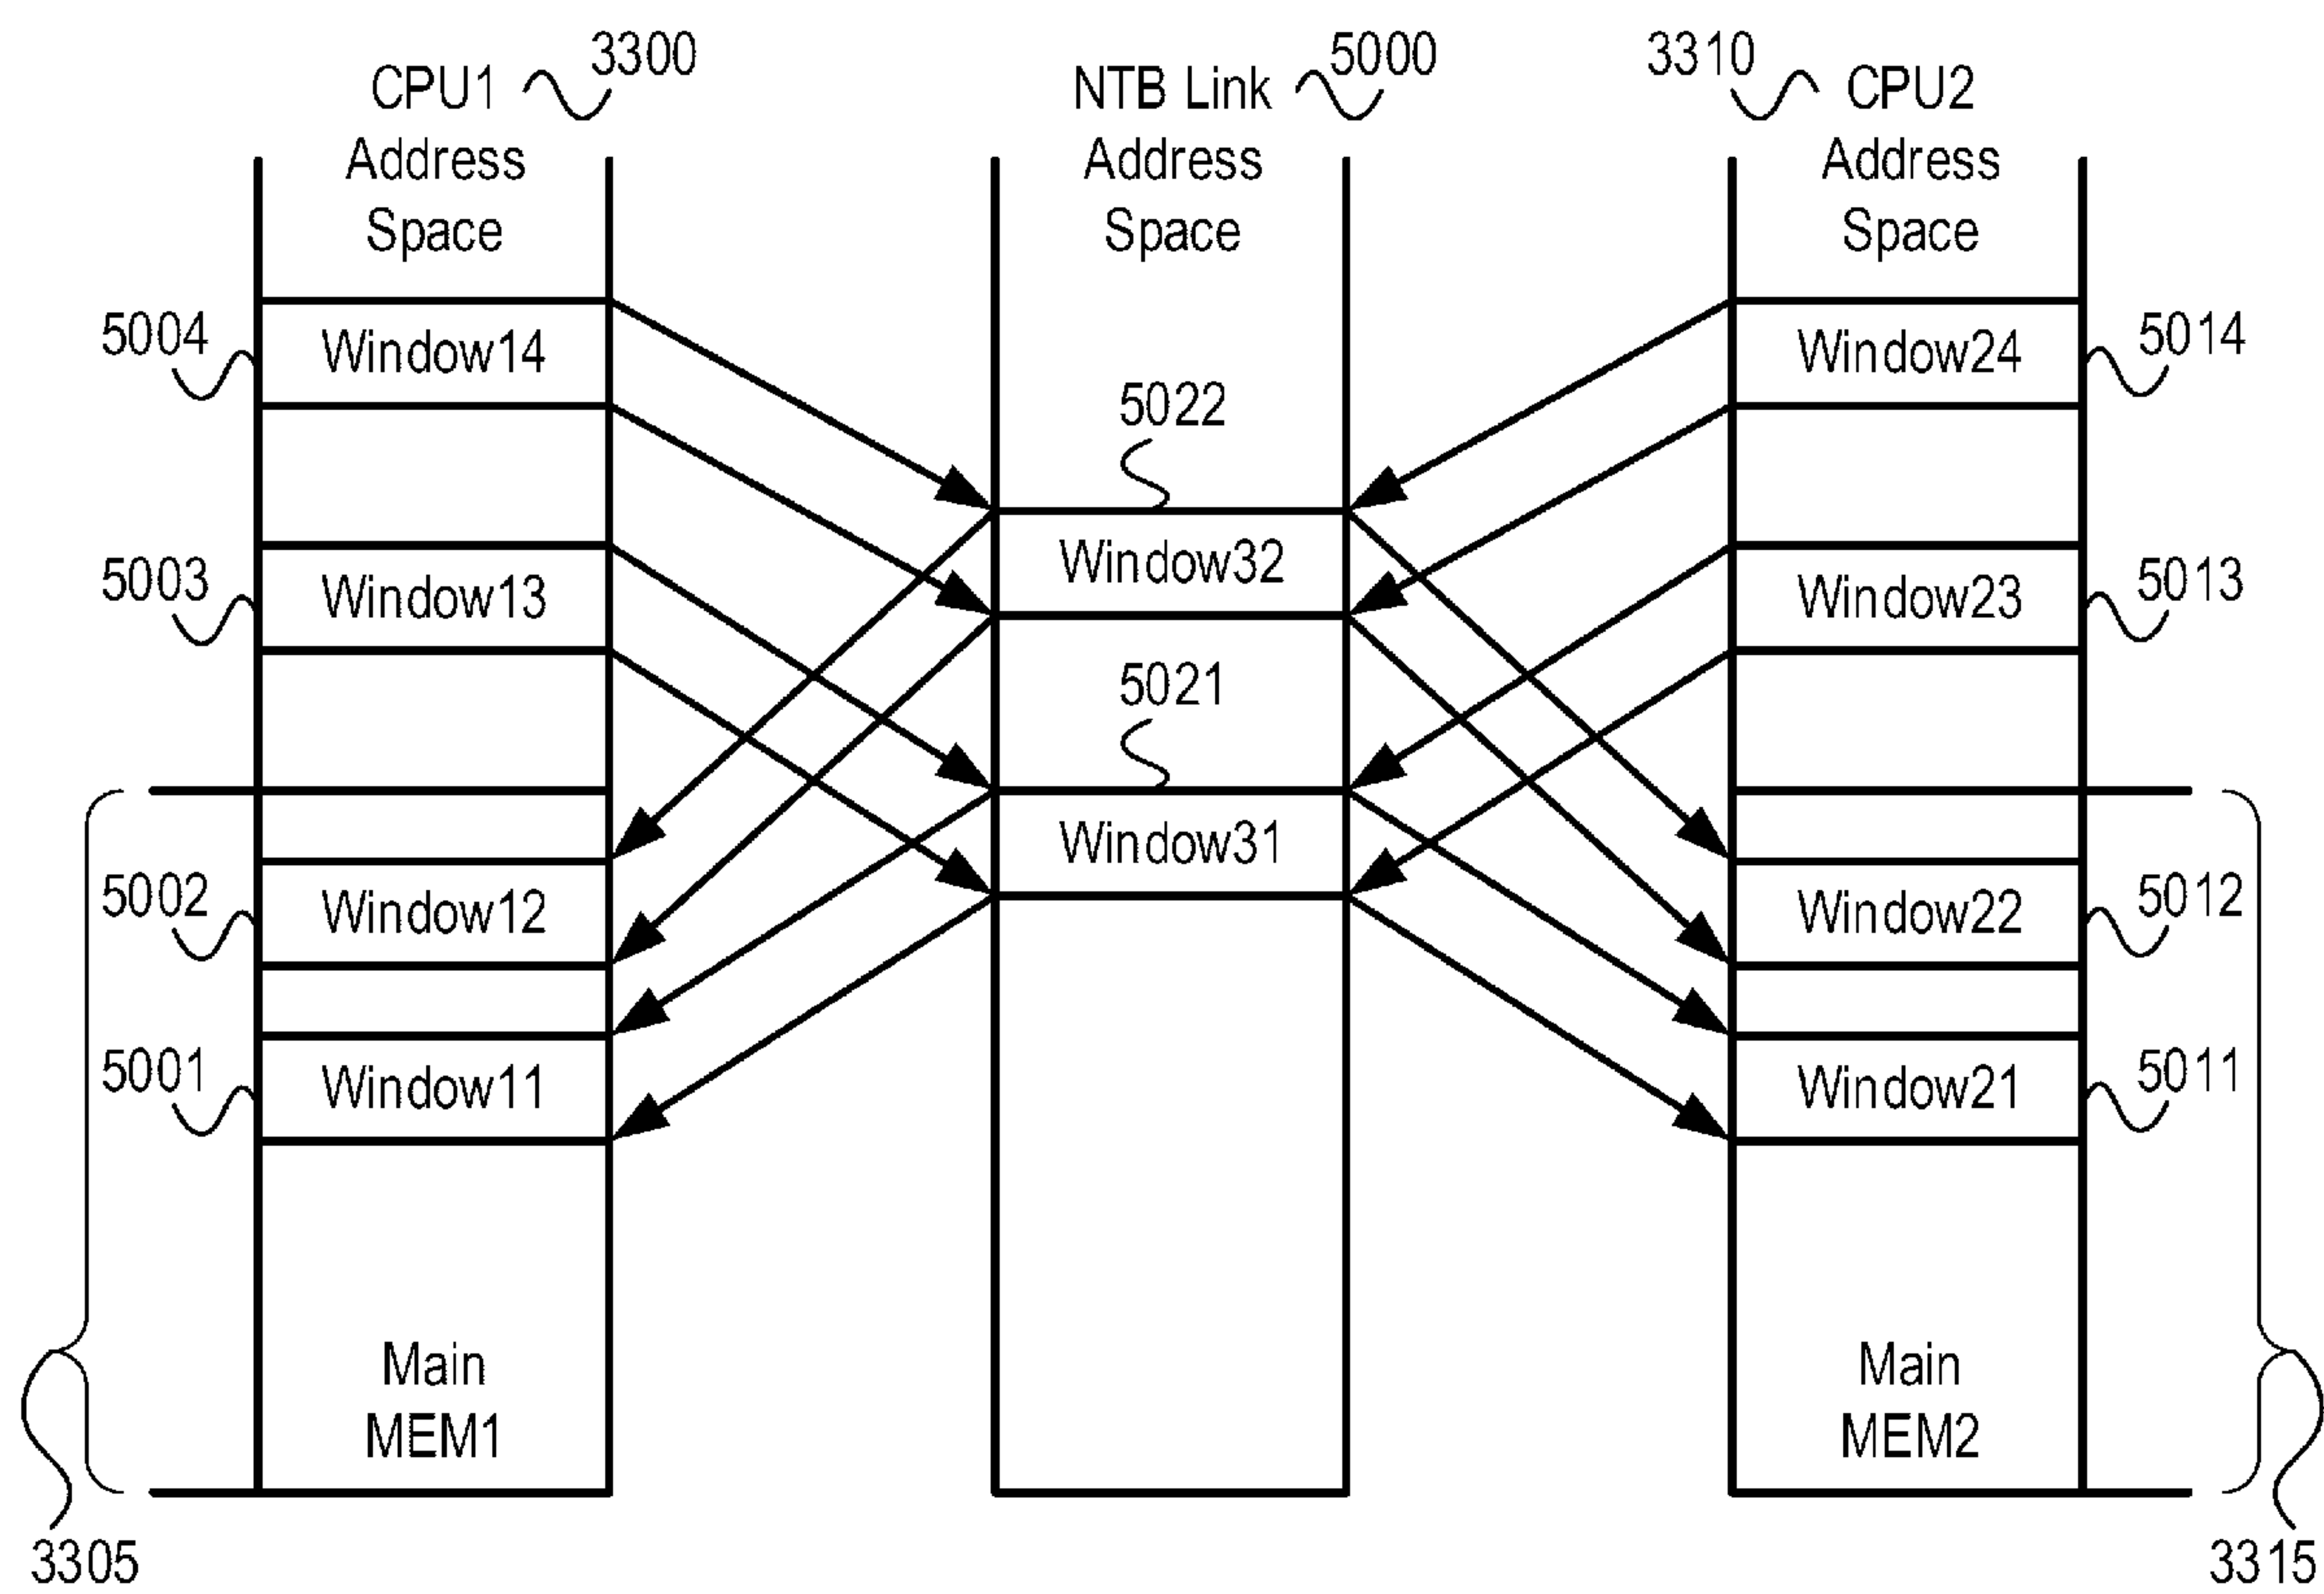 3300
5000
3310
CPU1
Address
Space
NTB Link
Address
Space
CPU2
Address
Space
5004
Window14
Window24
5014
5022
5003
Window13
Window32
Window23
5013
5021
5002
Window12
Window31
Window22
5012
5001
Window11
Window21
5011
Main
MEM1
Main
MEM2
3305
3315